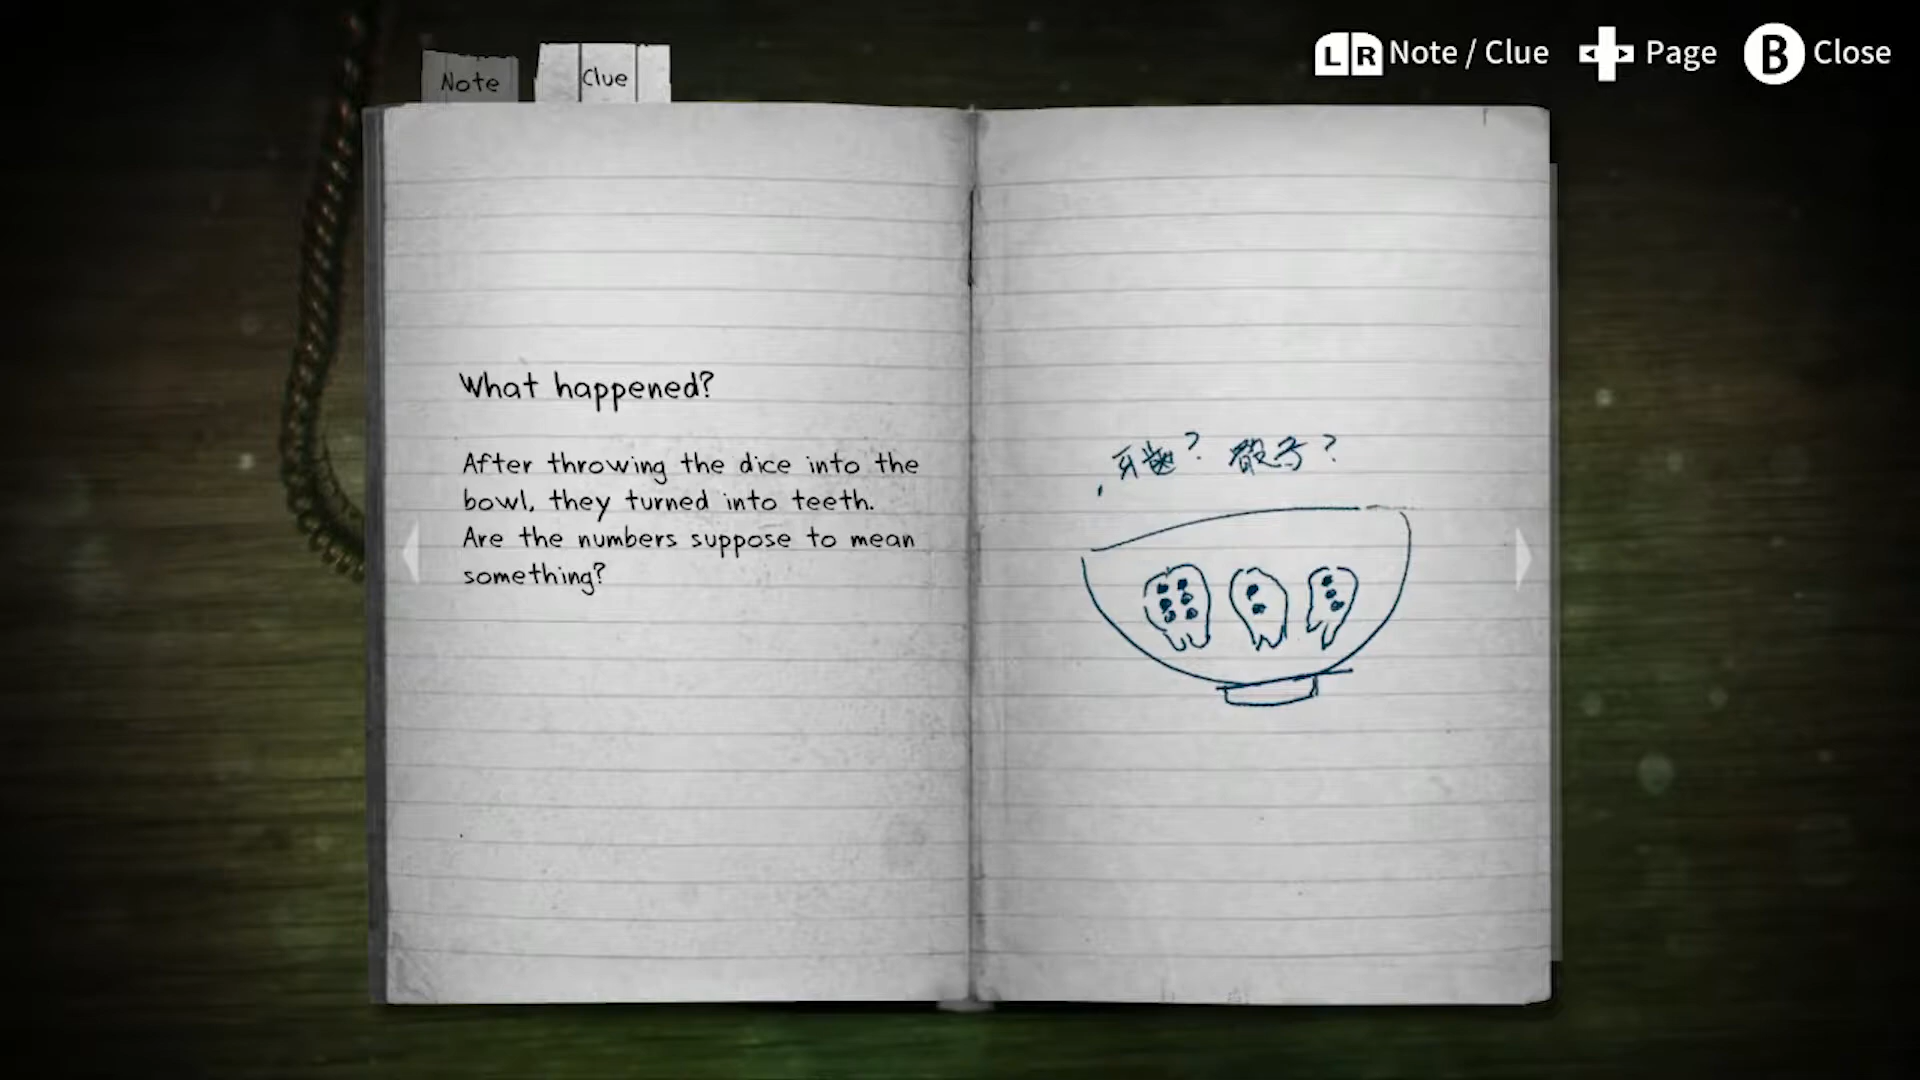 L R Note / Clue Page B Close
Note Clue
What happened?
After throwing the dice into the
bowl, they turned into teeth.
Are the numbers suppose to mean
something?
牙齒? 骰子?